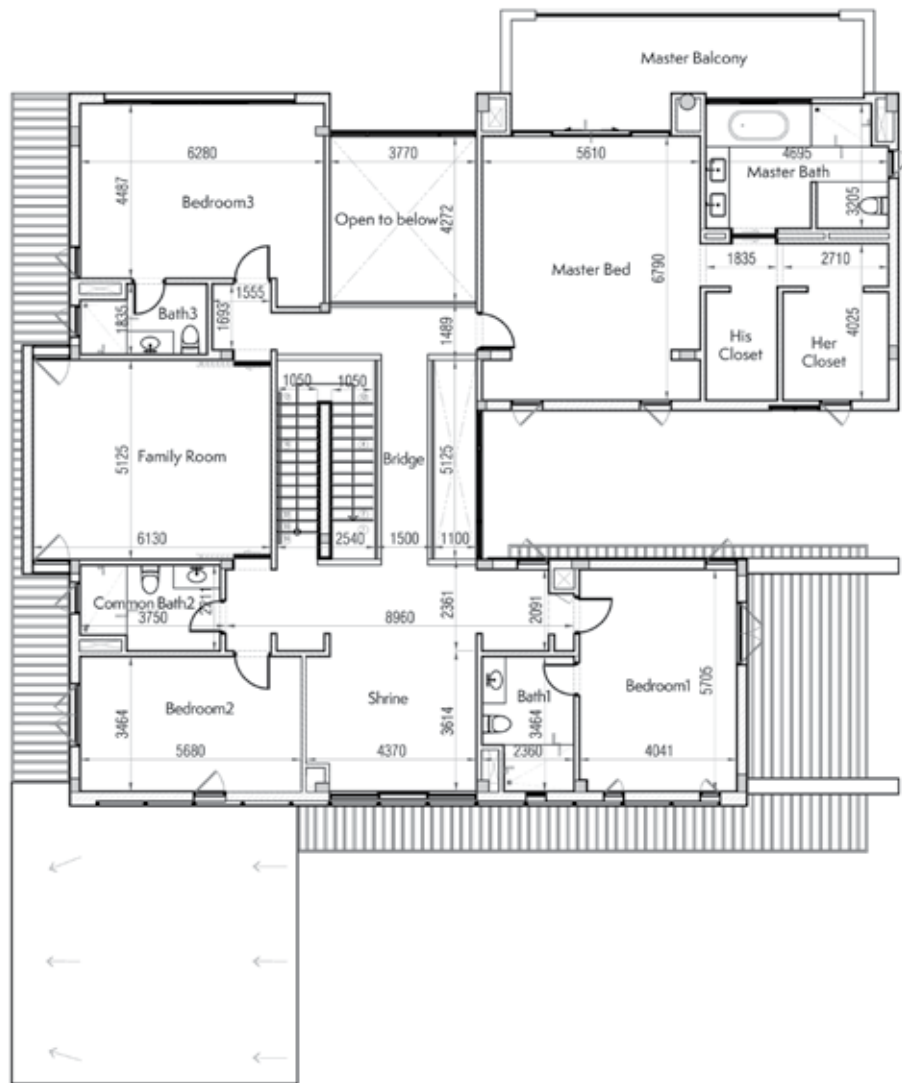 Master Balcony
6280
3770
5610
4695
Master Bath
4487
Bedroom3
4272
Open to below
3205
Master Bed
6790
1835
2710
1555
Bath3
1835
1693
1489
His
Closet
Her
Closet
4025
1050
1050
5125
Family Room
Bridge
5125
6130
2540
1500
1100
Common Bath2
3750
2361
2091
8960
Bedroom2
3464
5680
Shrine
3614
4370
Bath1
3464
2360
Bedroom1
5705
4041